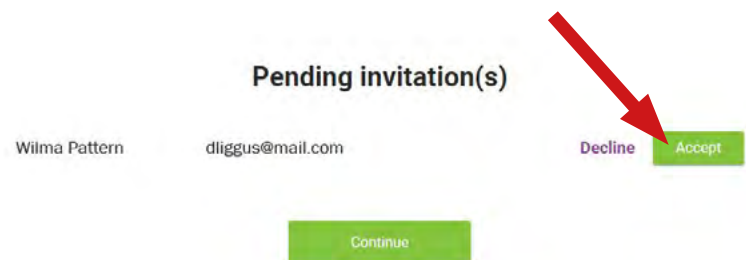 Pending invitation(s)
Wilma Pattern dliggus@mail.com Decline Accept
Continue